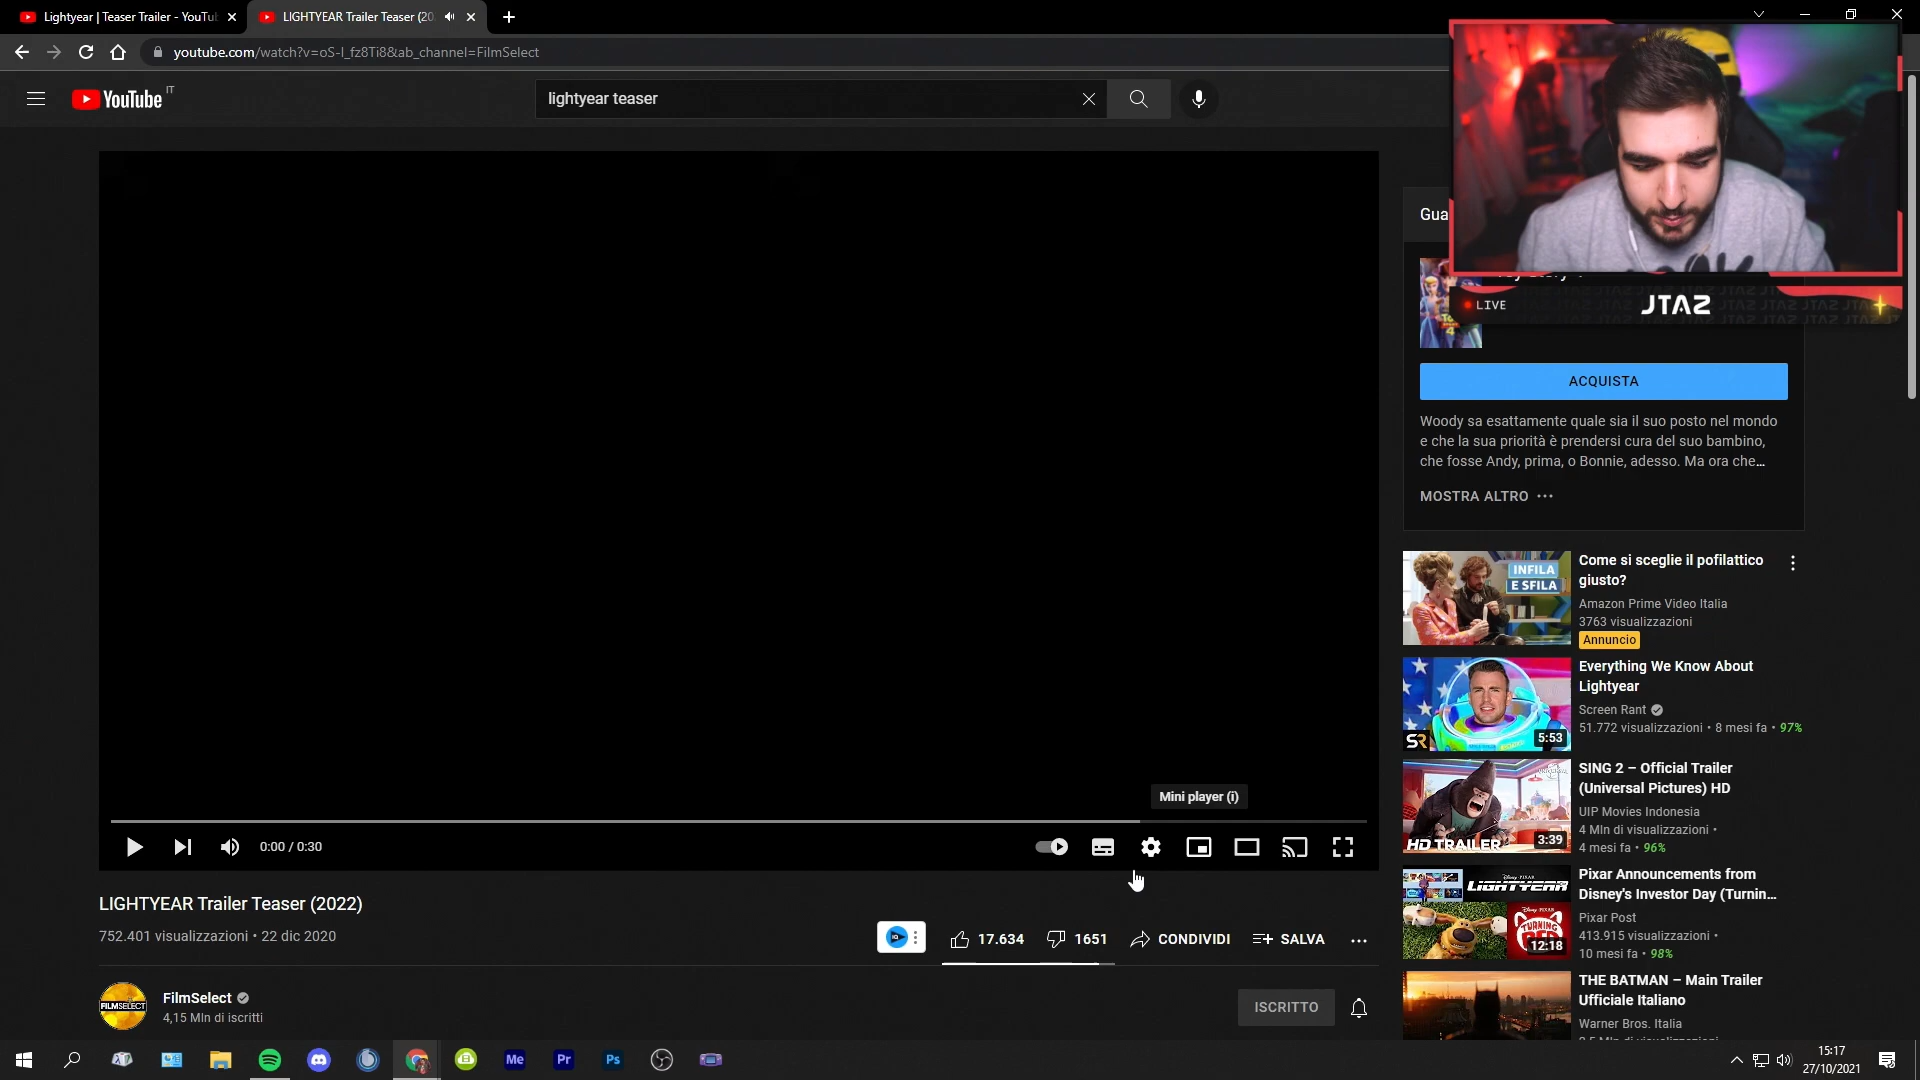 Lightyear | Teaser Trailer - YouTu
LIGHTYEAR Trailer Teaser (20
youtube.com/watch?v=oS-l_fz8Ti8&ab_channel=FilmSelect
YouTube IT
lightyear teaser
Gua
LIVE
JTAS
ACQUISTA
Woody sa esattamente quale sia il suo posto nel mondo
e che la sua priorità è prendersi cura del suo bambino,
che fosse Andy, prima, o Bonnie, adesso. Ma ora che...
MOSTRA ALTRO
INFILA
E SFILA
Come si sceglie il pofilattico
giusto?
Amazon Prime Video Italia
3763 visualizzazioni
Annuncio
SR
5:53
Everything We Know About
Lightyear
Screen Rant
51.772 visualizzazioni • 8 mesi fa • 97%
HD TRAILER
3:39
SING 2 – Official Trailer
(Universal Pictures) HD
UIP Movies Indonesia
4 Mln di visualizzazioni •
4 mesi fa • 96%
LIGHTYEAR
TURNING
RED
12:18
Pixar Announcements from
Disney's Investor Day (Turnin...
Pixar Post
413.915 visualizzazioni •
10 mesi fa • 98%
THE BATMAN – Main Trailer
Ufficiale Italiano
Warner Bros. Italia
Mini player (i)
0:00 / 0:30
LIGHTYEAR Trailer Teaser (2022)
752.401 visualizzazioni • 22 dic 2020
17.634
1651
CONDIVIDI
SALVA
FILMSELECT
FilmSelect
4,15 Mln di iscritti
ISCRITTO
Me
Pr
Ps
15:17
27/10/2021